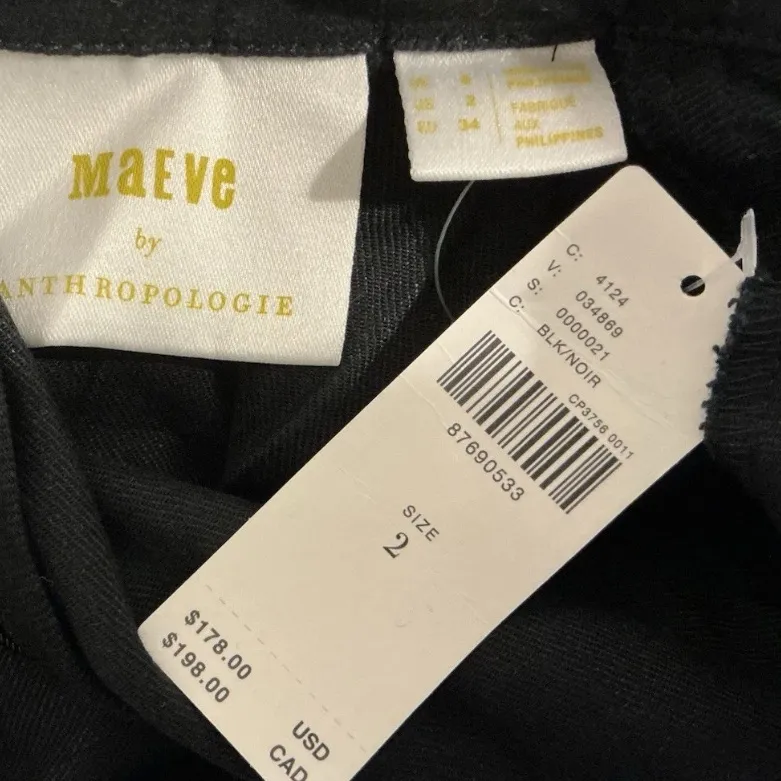 MaEVe
by
ANTHROPOLOGIE
US 2
EU 34
PHILIPPINES
FABRIQUÉ
AUX
PHILIPPINES
C: 4124
V: 034869
S: 0000021
C: BLK/NOIR
CP3756 0011
87690533
SIZE
2
$178.00 USD
$198.00 CAD